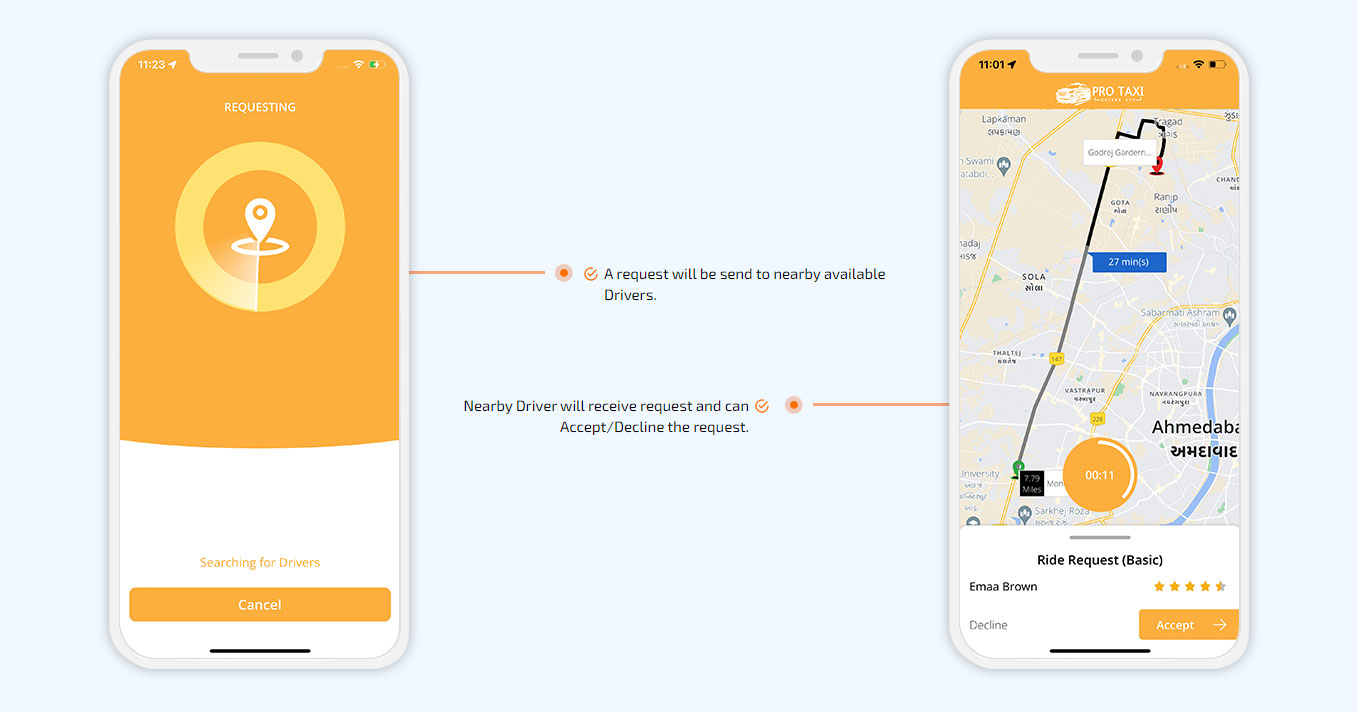 11:23
REQUESTING
Searching for Drivers
Cancel
A request will be send to nearby available
Drivers.
Nearby Driver will receive request and can
Accept/Decline the request.
11:01
PRO TAXI
Lapkaman
લપકામણ
Tragad
Godrej Gardern...
Swami
atabdi...
CHAND
GOTA
ગોતા
Ranip
રાણીપ
27 min(s)
SOLA
સોલા
Sabarmati Ashram
સાબરમતી આશ્રમ
THALTEJ
થલતેજ
147
VASTRAPUR
વસ્ત્રાપુર
NAVRANGPURA
નવરંગપુરા
228
Ahmedaba
અમદાવાદ
University
7.79
Miles
Mon
00:11
Sarkhej Roza
સરખેજ રોઝા
Ride Request (Basic)
Emaa Brown
Decline
Accept